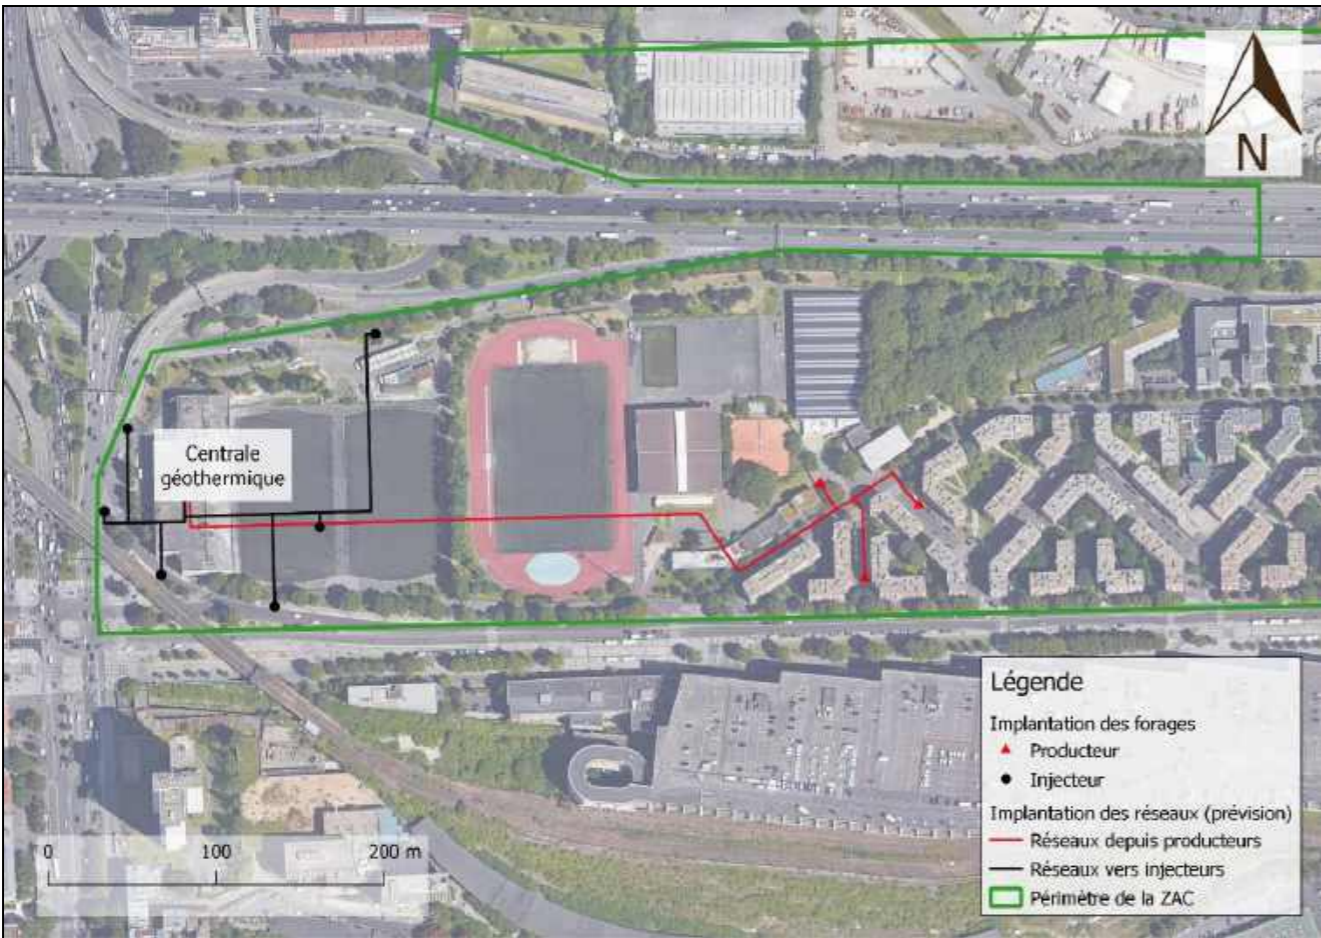 N
Centrale
géothermique
Légende
Implantation des forages
Producteur
Injecteur
Implantation des réseaux (prévision)
Réseaux depuis producteurs
Réseaux vers injecteurs
Périmètre de la ZAC
0 100 200 m